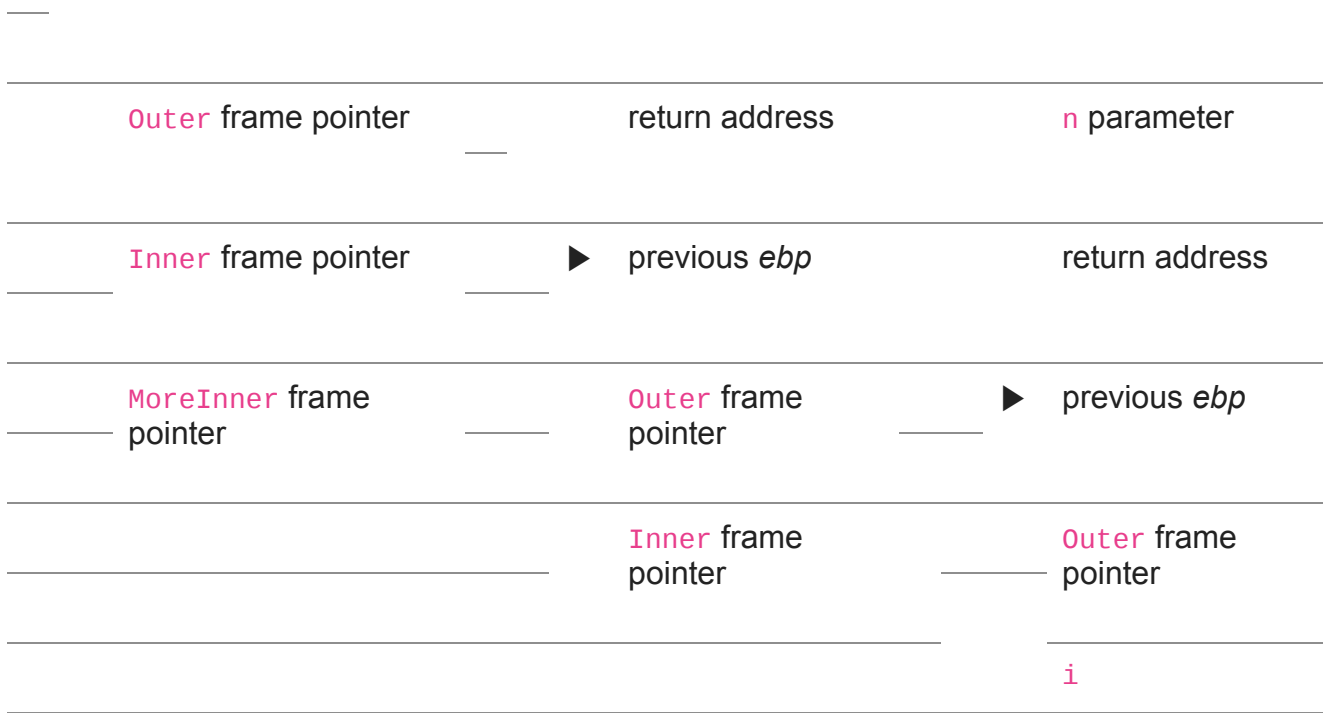 Outer frame pointer return address n parameter
Inner frame pointer ▶ previous ebp return address
MoreInner frame pointer Outer frame pointer ▶ previous ebp
Inner frame pointer Outer frame pointer
i